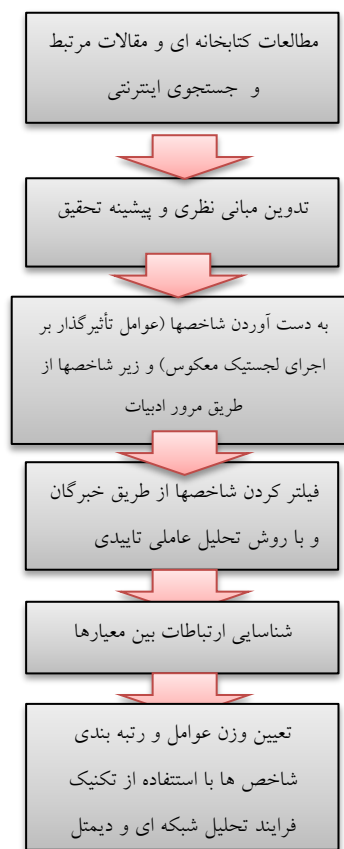 مطالعات کتابخانه ای و مقالات مرتبط
و جستجوی اینترنتی
تدوین مبانی نظری و پیشینه تحقیق
به دست آوردن شاخصها (عوامل تأثیرگذار بر
اجرای لجستیک معکوس) و زیر شاخصها از
طریق مرور ادبیات
فیلتر کردن شاخصها از طریق خبرگان
و با روش تحلیل عاملی تاییدی
شناسایی ارتباطات بین معیارها
تعیین وزن عوامل و رتبه بندی
شاخص ها با استتفاده از تکنیک
فرایند تحلیل شبکه ای و دیمتل